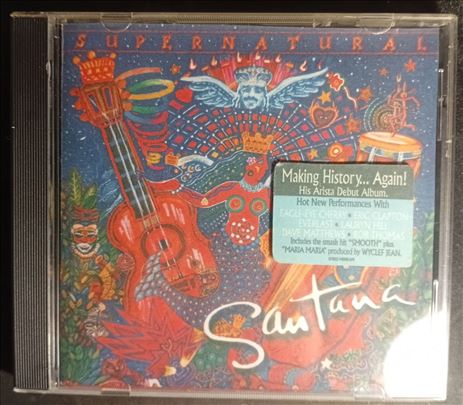 SUPERNATURAL
Making History... Again!
His Arista Debut Album.
Hot New Performances With
EAGLE-EYE CHERRY • ERIC CLAPTON
EVERLAST • LAURYN HILL
DAVE MATTHEWS • ROB THOMAS
Includes the smash hit "SMOOTH" plus
"MARIA MARIA" produced by WYCLEF JEAN.
Santana